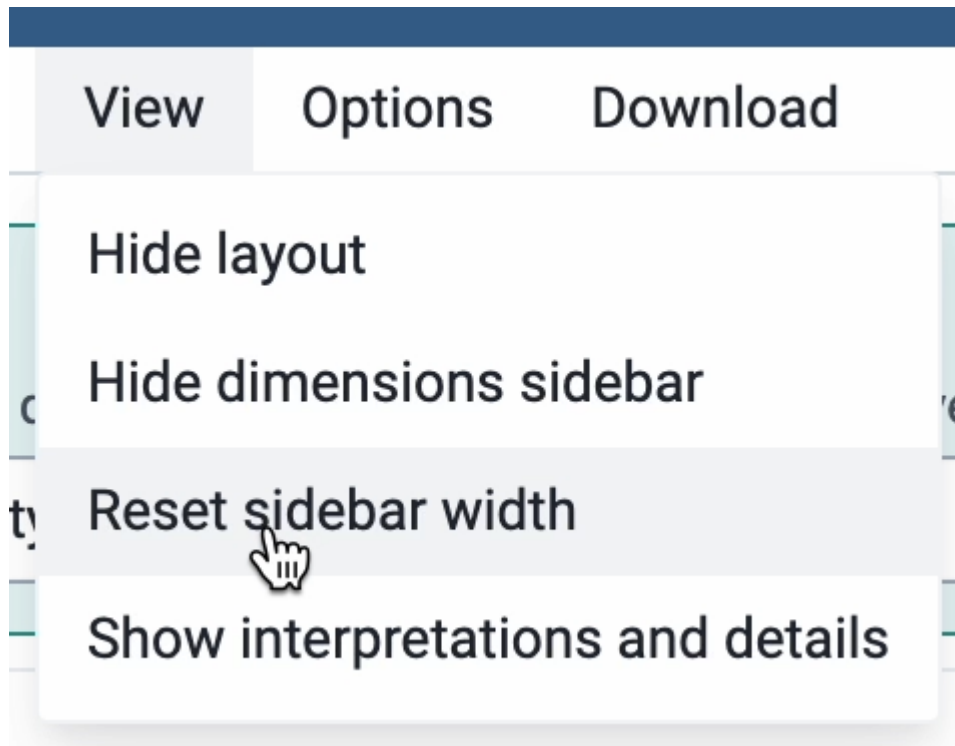 View Options Download
Hide layout
Hide dimensions sidebar
Reset sidebar width
Show interpretations and details